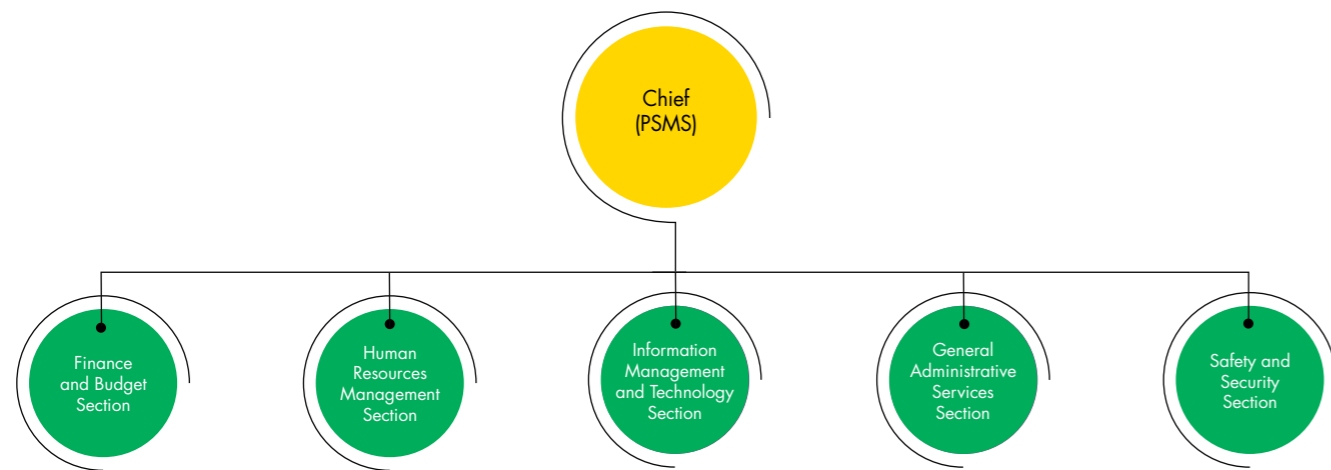 Chief
(PSMS)
Finance
and Budget
Section
Human
Resources
Management
Section
Information
Management
and Technology
Section
General
Administrative
Services
Section
Safety and
Security
Section